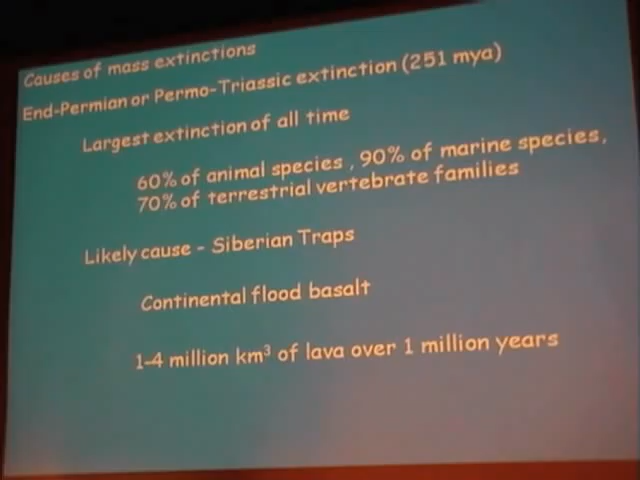 Causes of mass extinctions
End-Permian or Permo-Triassic extinction (251 mya)
Largest extinction of all time
60% of animal species , 90% of marine species,
70% of terrestrial vertebrate families
Likely cause - Siberian Traps
Continental flood basalt
1-4 million km³ of lava over 1 million years